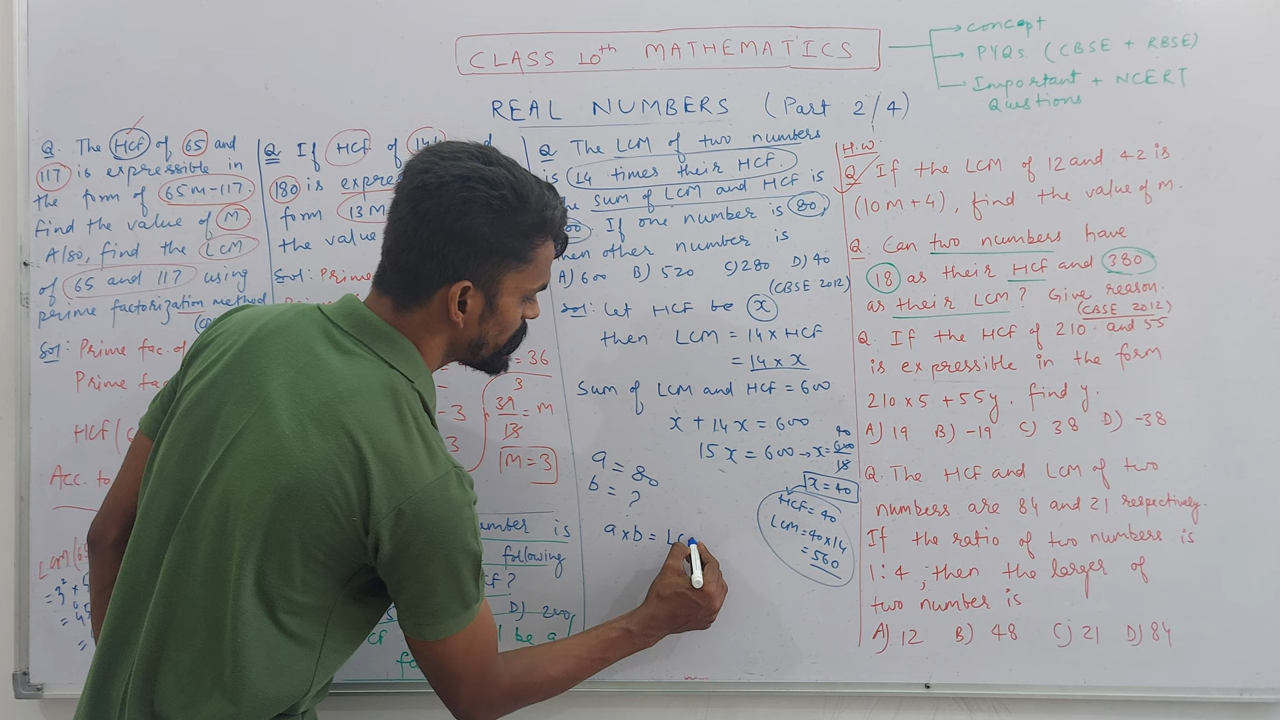 CLASS 10th MATHEMATICS
concept
PYQs (CBSE + RBSE)
Important + NCERT
Questions
REAL NUMBERS (Part 2/4)
Q. The HCF of 65 and
117 is expressible in
the form of 65M-117.
find the value of M
Also, find the LCM
of 65 and 117 using
prime factorization method
Sol: Prime fac. of
Prime fac
HCF (
Acc. to
LCM (6
Q If HCF of 144
180 is expre
form 13M
the value
Sol: Prime
= 36
3
39
13
= M
M = 3
-3
3
umber is
following
CF?
D) 200
l be a
Q The LCM of two numbers
is 14 times their HCF.
sum of LCM and HCF is
If one number is 80,
other number is
A) 600 B) 520 C) 280 D) 40
(CBSE 2012)
Sol: Let HCF be x
then LCM = 14 × HCF
= 14 × x
Sum of LCM and HCF = 600
x + 14x = 600
15x = 600 → x = 600
15
40
x = 40
a = 80
b = ?
HCF = 40
LCM = 40×14
= 560
a × b = LC
H.W.
Q If the LCM of 12 and 42 is
(10M+4), find the value of m.
Q. Can two numbers have
18 as their HCF and 380
as their LCM? Give reason.
(CBSE 2012)
Q. If the HCF of 210 and 55
is expressible in the form
210 × 5 + 55y, find y.
A) 19 B) -19 C) 38 D) -38
Q. The HCF and LCM of two
numbers are 84 and 21 respectively.
If the ratio of two numbers is
1:4; then the larger of
two number is
A) 12 B) 48 C) 21 D) 84